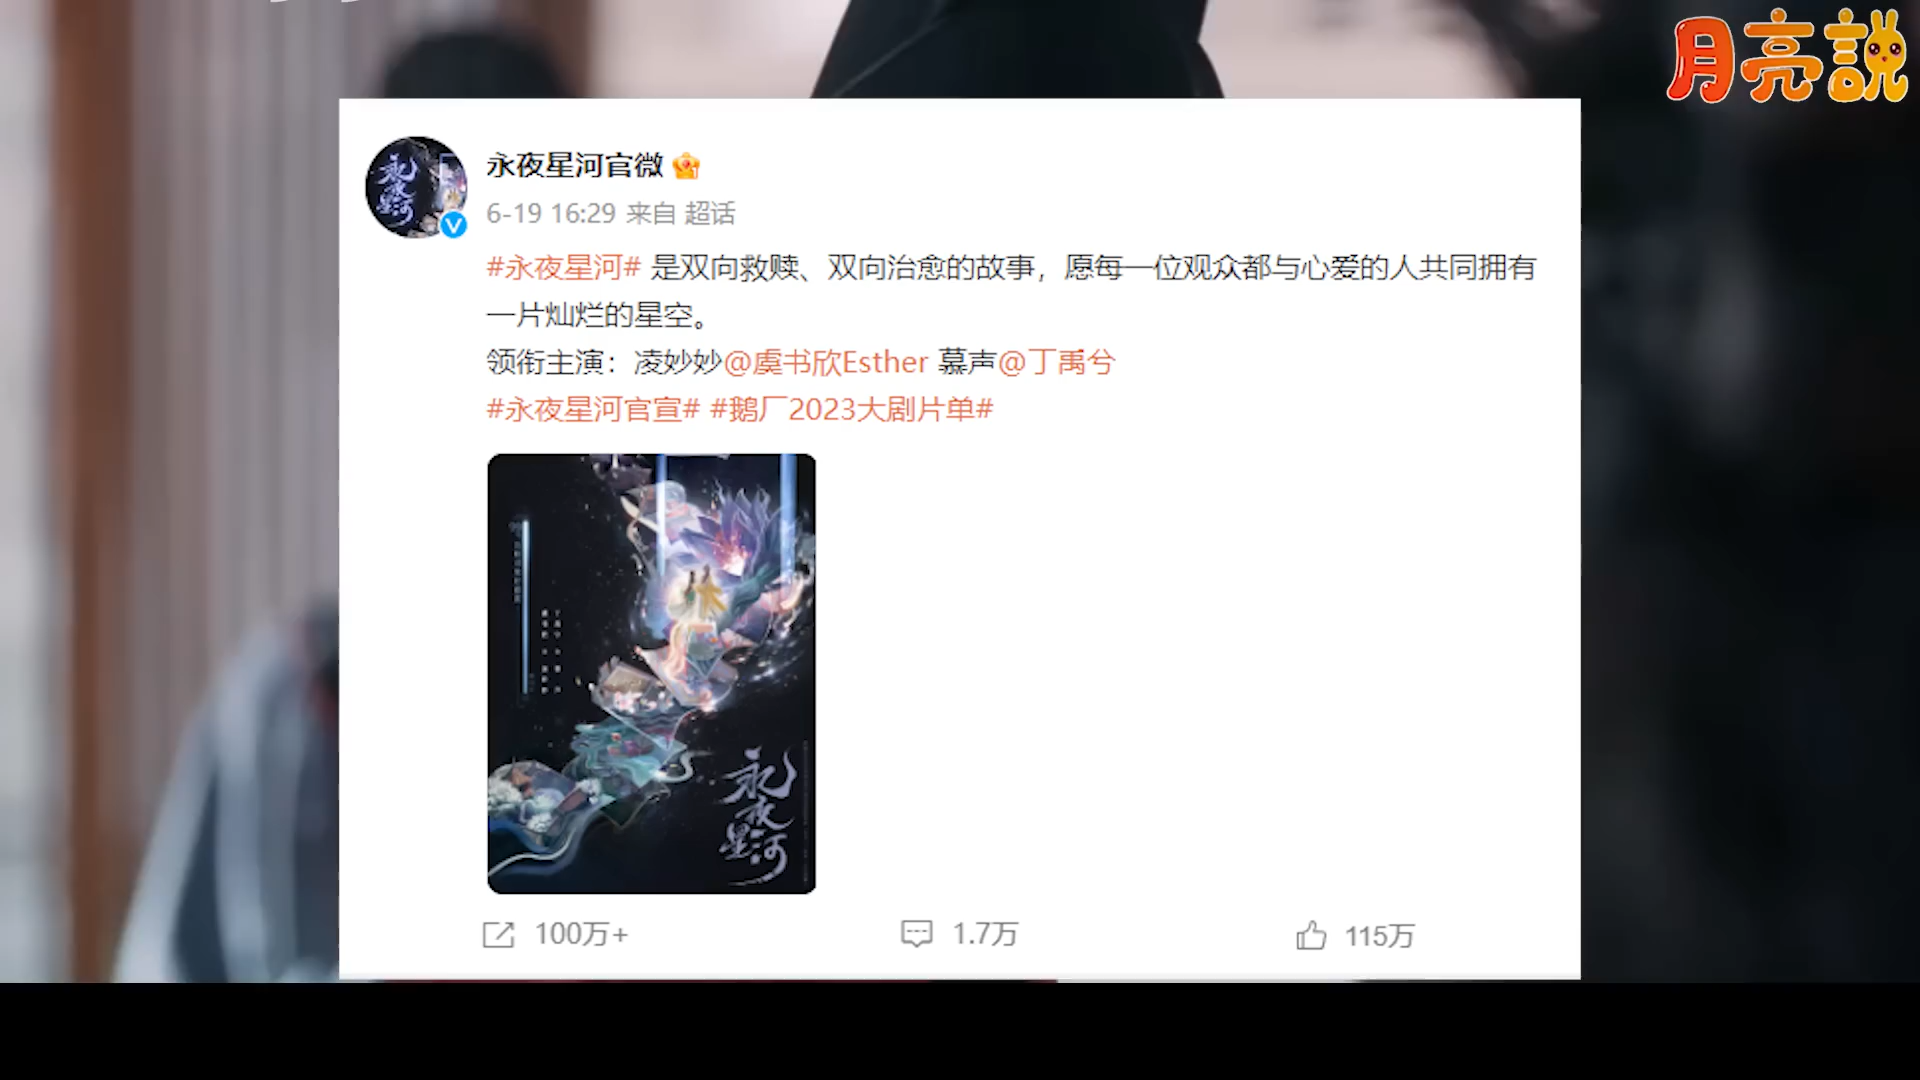 月亮説
永夜星河官微
6-19 16:29 来自 超话
#永夜星河# 是双向救赎、双向治愈的故事，愿每一位观众都与心爱的人共同拥有
一片灿烂的星空。
领衔主演：凌妙妙@虞书欣Esther 慕声@丁禹兮
#永夜星河官宣# #鹅厂2023大剧片单#
永夜星河
永夜星河
100万+
1.7万
115万